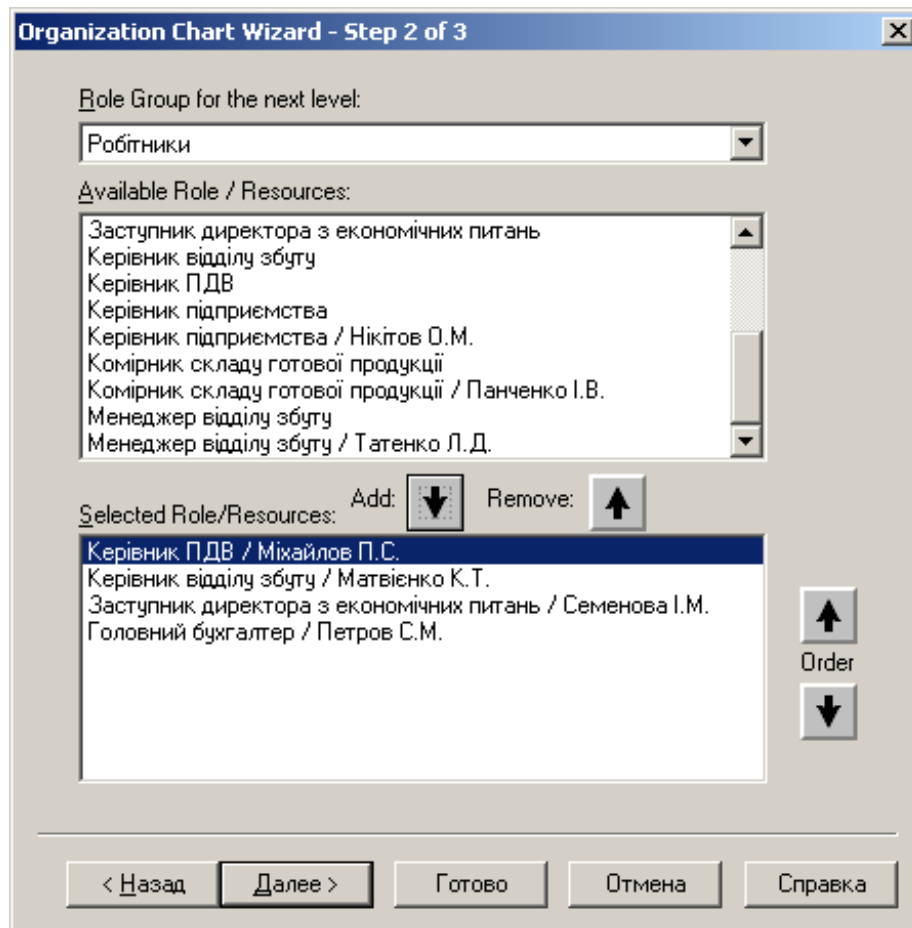 Organization Chart Wizard - Step 2 of 3
Role Group for the next level:
Робітники
Available Role / Resources:
Заступник директора з економічних питань
Керівник відділу збуту
Керівник ПДВ
Керівник підприємства
Керівник підприємства / Нікітов О.М.
Комірник складу готової продукції
Комірник складу готової продукції / Панченко І.В.
Менеджер відділу збуту
Менеджер відділу збуту / Татенко Л.Д.
Selected Role/Resources: Add: Remove:
Керівник ПДВ / Міхайлов П.С.
Керівник відділу збуту / Матвієнко К.Т.
Заступник директора з економічних питань / Семенова І.М.
Головний бухгалтер / Петров С.М.
Order
< Назад Далее > Готово Отмена Справка